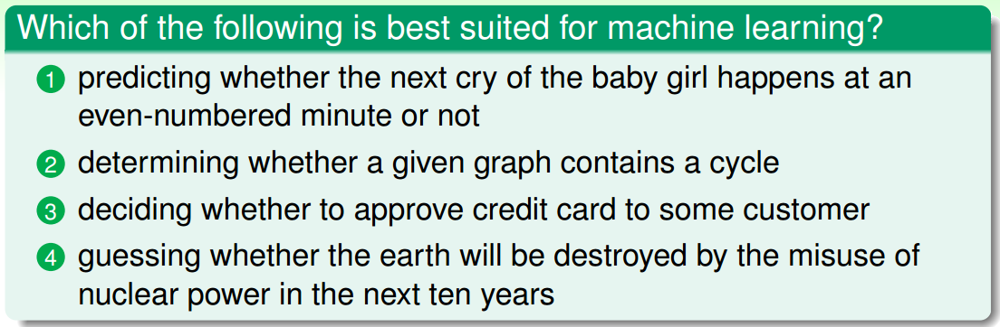 Which of the following is best suited for machine learning?
1 predicting whether the next cry of the baby girl happens at an
even-numbered minute or not
2 determining whether a given graph contains a cycle
3 deciding whether to approve credit card to some customer
4 guessing whether the earth will be destroyed by the misuse of
nuclear power in the next ten years